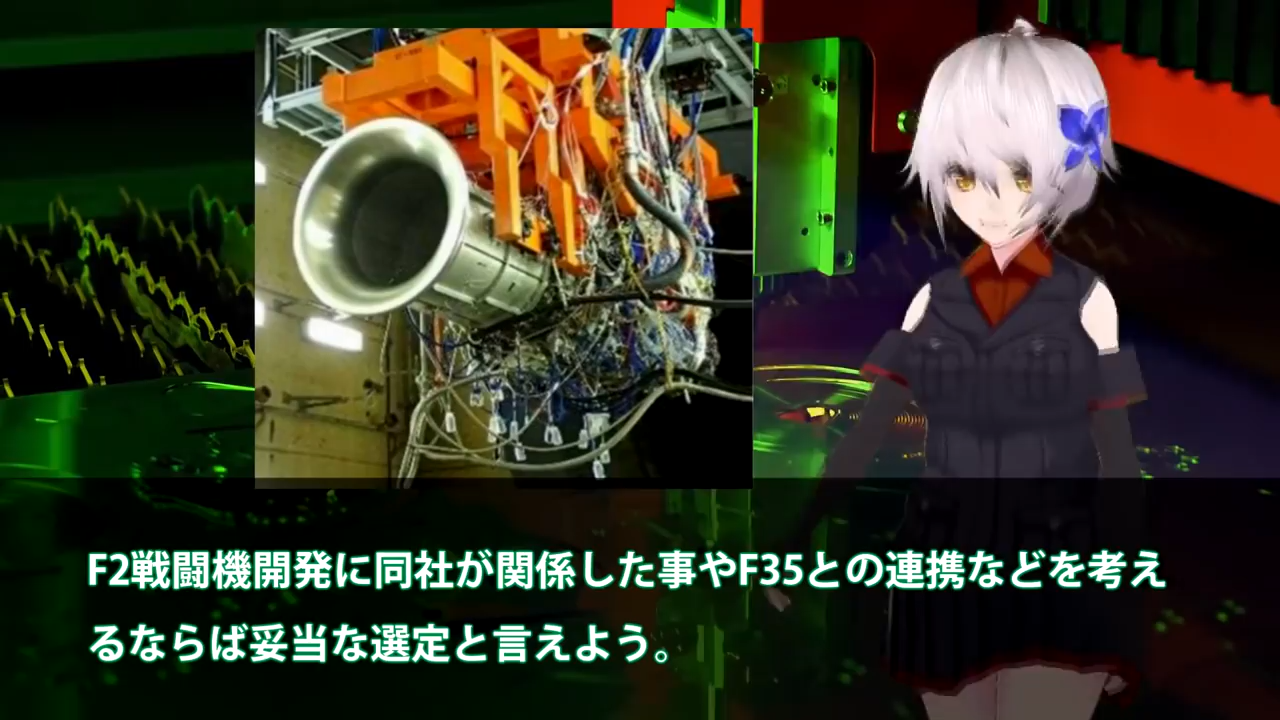 F2戦闘機開発に同社が関係した事やF35との連携などを考え
るならば妥当な選定と言えよう。